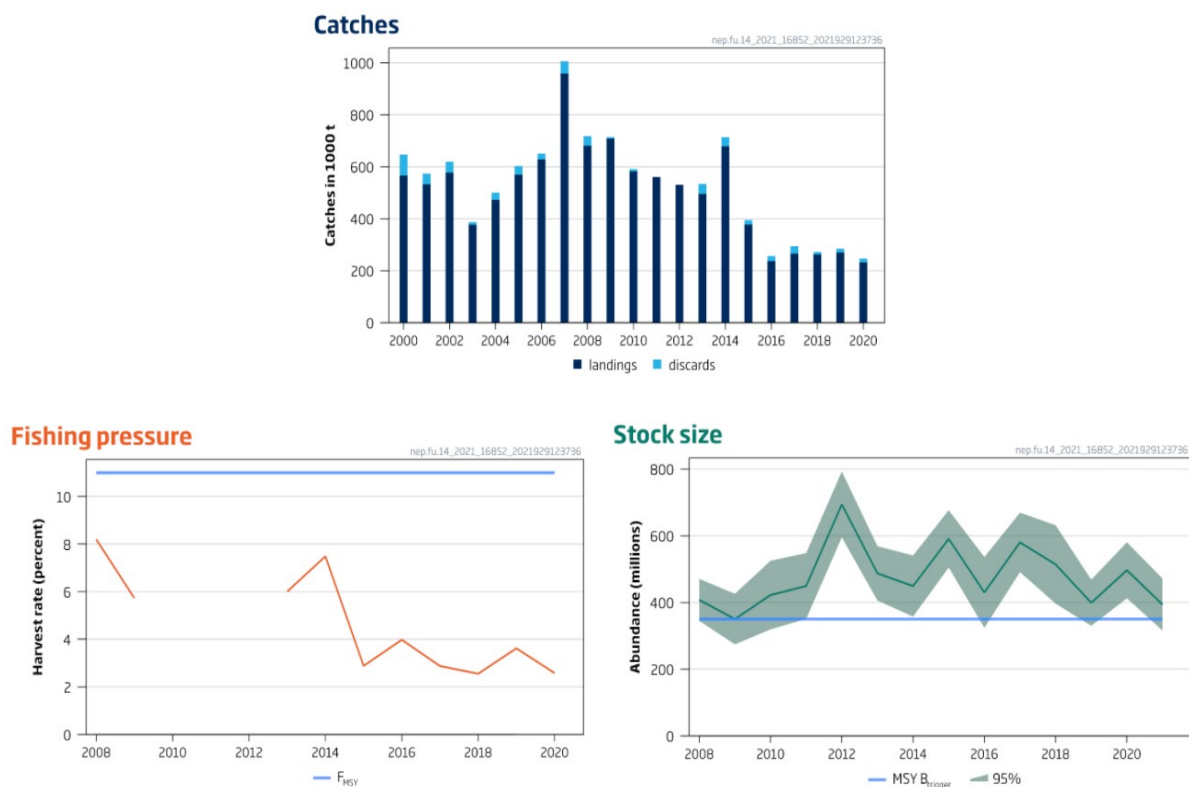 Catches
nep.fu.14_2021_16852_2021929123736
Catches in 1000 t
1000
800
600
400
200
0
2000 2002 2004 2006 2008 2010 2012 2014 2016 2018 2020
landings discards
Fishing pressure
nep.fu.14_2021_16852_2021929123736
Harvest rate (percent)
10
8
6
4
2
0
2008 2010 2012 2014 2016 2018 2020
FMSY
Stock size
nep.fu.14_2021_16852_2021929123736
Abundance (millions)
800
600
400
200
0
2008 2010 2012 2014 2016 2018 2020
MSY Btrigger 95%